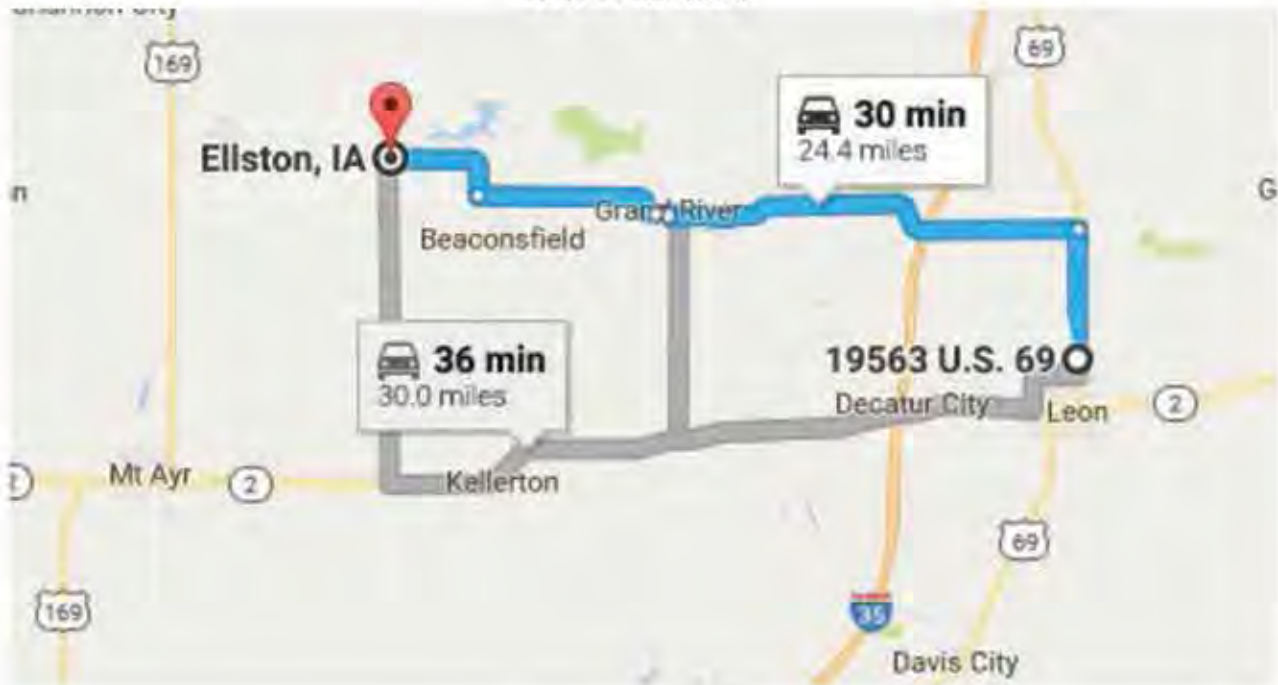 169
69
30 min
24.4 miles
Ellston, IA
Grand River
Beaconsfield
36 min
30.0 miles
19563 U.S. 69
Decatur City
Leon
2
Mt Ayr
2
Kellerton
69
169
35
Davis City